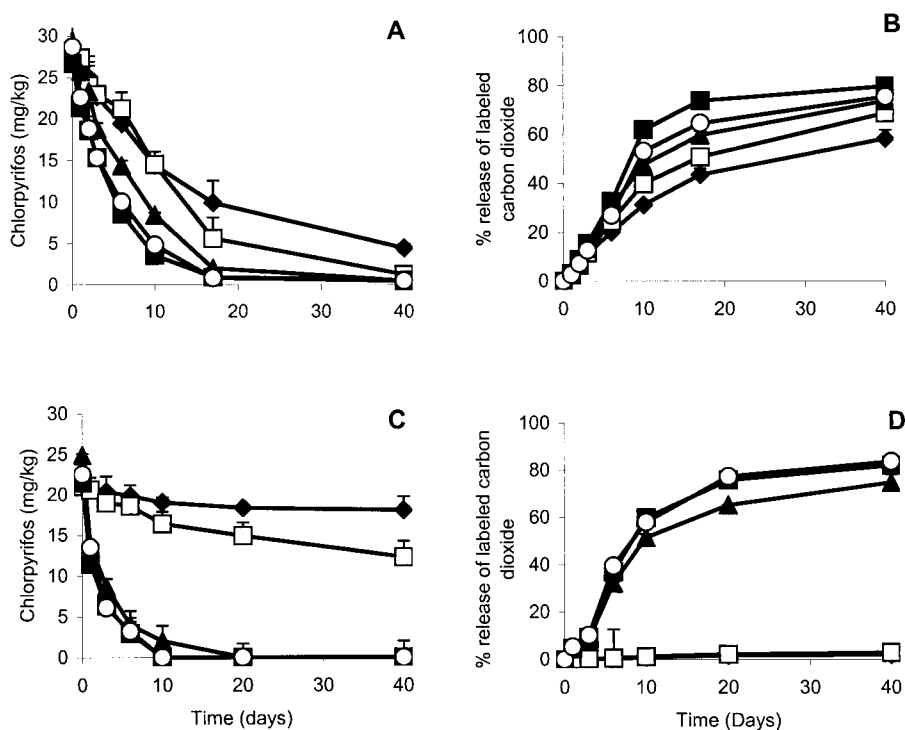 A
Chlorpyrifos (mg/kg)
30
25
20
15
10
5
0
0 10 20 30 40
B
% release of labeled
carbon dioxide
100
80
60
40
20
0
0 10 20 30 40
C
Chlorpyrifos (mg/kg)
30
25
20
15
10
5
0
0 10 20 30 40
Time (days)
D
% release of labeled carbon
dioxide
100
80
60
40
20
0
0 10 20 30 40
Time (Days)